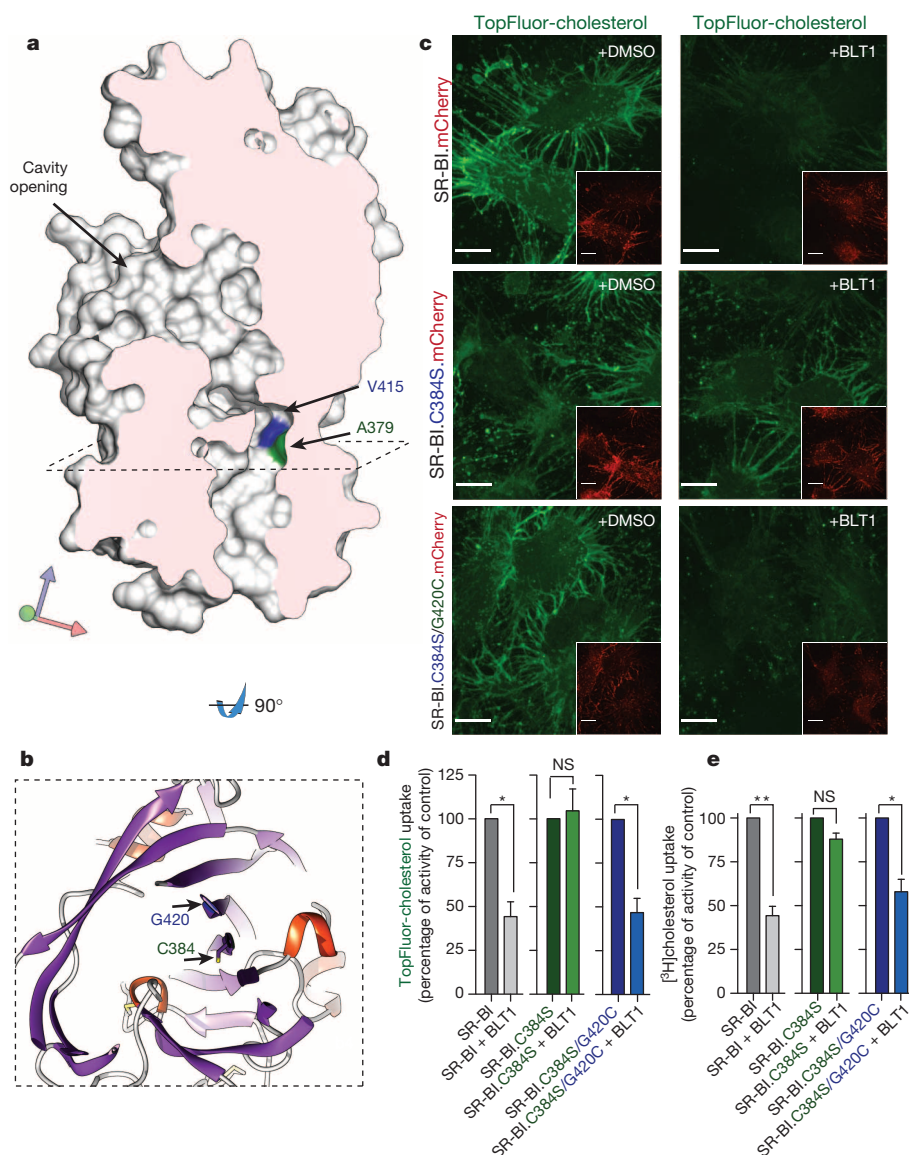 a
Cavity
opening
V415
A379
90°
b
G420
C384
c
TopFluor-cholesterol
TopFluor-cholesterol
SR-BI.mCherry
+DMSO
+BLT1
SR-BI.C384S.mCherry
+DMSO
+BLT1
SR-BI.C384S/G420C.mCherry
+DMSO
+BLT1
d
TopFluor-cholesterol uptake
(percentage of activity of control)
125
100
75
50
25
0
*
NS
*
SR-BI
SR-BI + BLT1
SR-BI.C384S
SR-BI.C384S + BLT1
SR-BI.C384S/G420C
SR-BI.C384S/G420C + BLT1
e
[³H]cholesterol uptake
(percentage of activity of control)
100
75
50
25
0
**
NS
*
SR-BI
SR-BI + BLT1
SR-BI.C384S
SR-BI.C384S + BLT1
SR-BI.C384S/G420C
SR-BI.C384S/G420C + BLT1